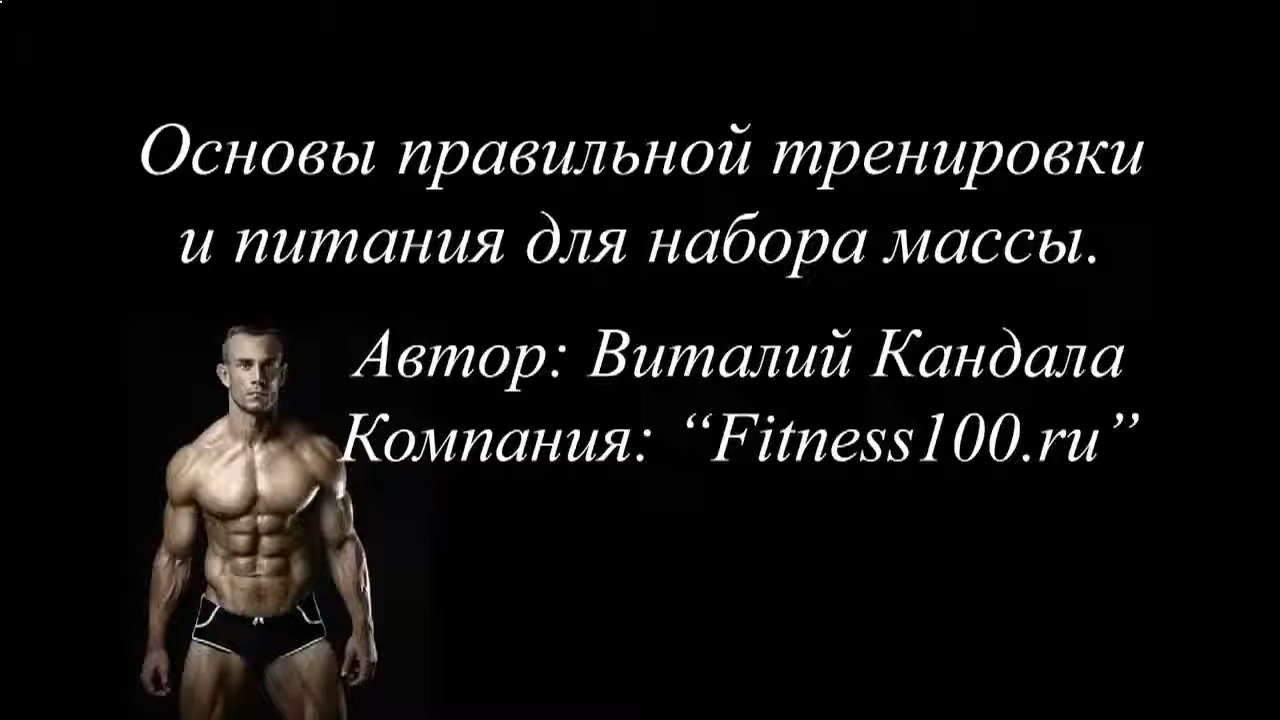 Основы правильной тренировки
и питания для набора массы.
Автор: Виталий Кандала
Компания: “Fitness100.ru”